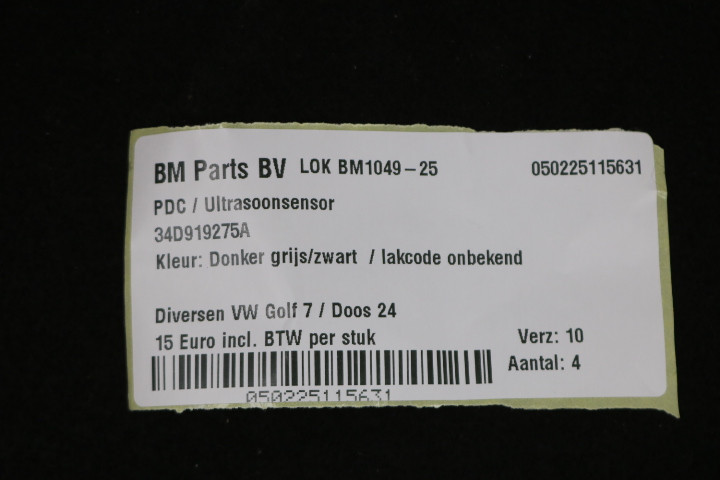 BM Parts BV LOK BM1049-25 050225115631
PDC / Ultrasoonsensor
34D919275A
Kleur: Donker grijs/zwart / lakcode onbekend
Diversen VW Golf 7 / Doos 24
15 Euro incl. BTW per stuk Verz: 10
Aantal: 4
050225115631